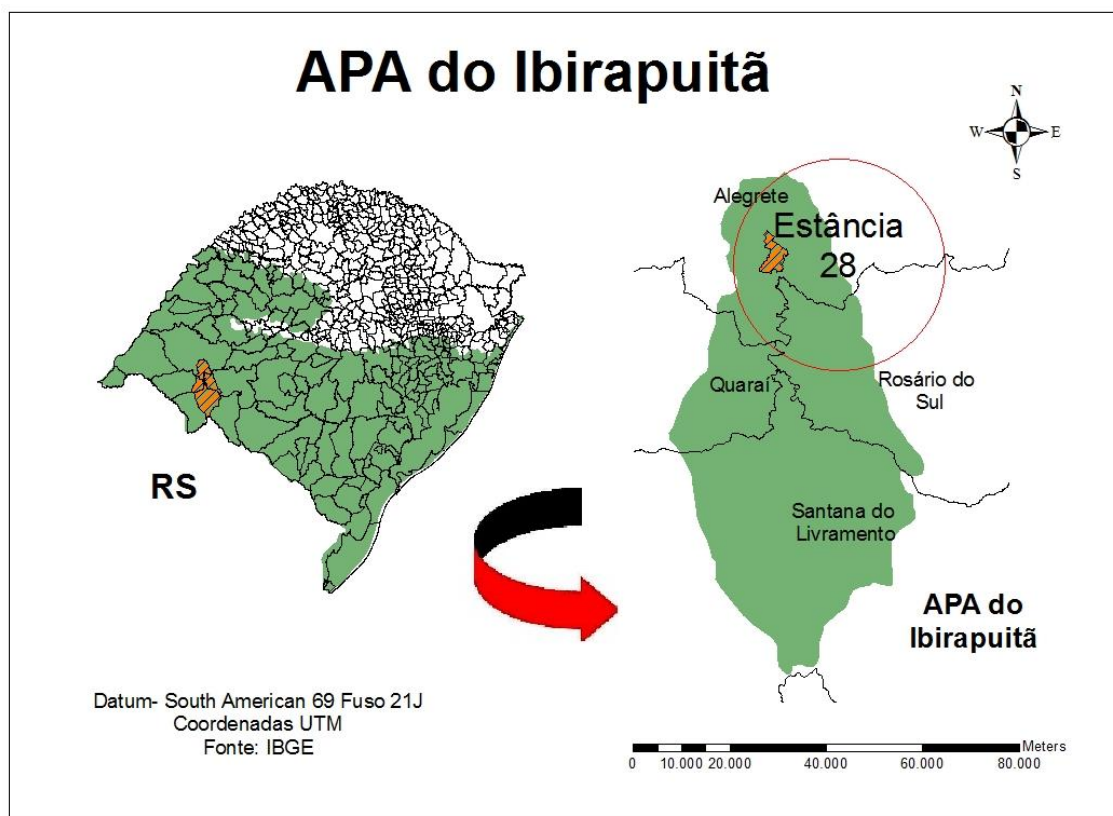 APA do Ibirapuitã
N
W
E
S
Alegrete
Estância
28
Quaraí
Rosário do
Sul
RS
Santana do
Livramento
APA do
Ibirapuitã
Datum- South American 69 Fuso 21J
Coordenadas UTM
Fonte: IBGE
Meters
0 10.000 20.000 40.000 60.000 80.000